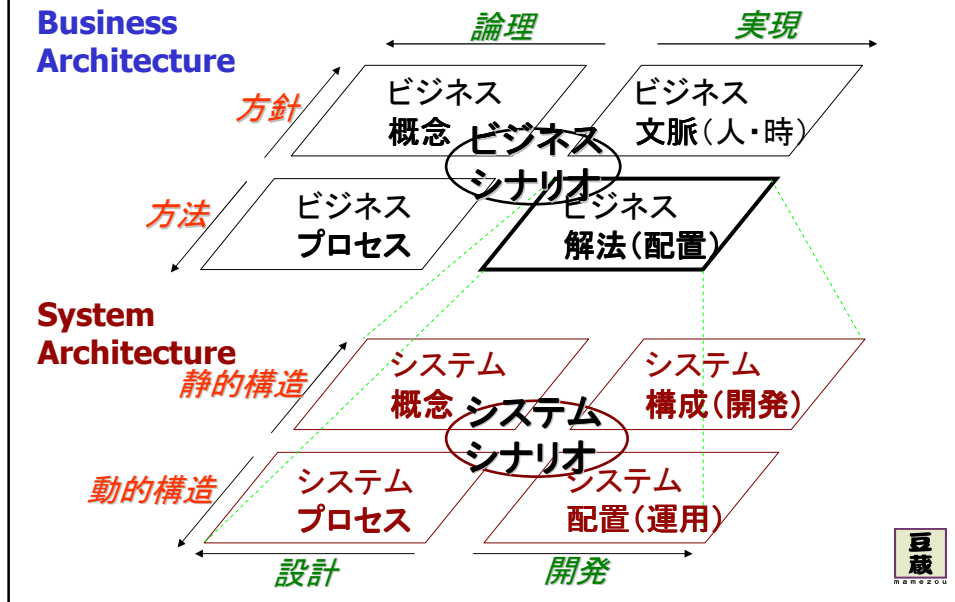 Business
Architecture
論理
実現
方針
方法
ビジネス
概念
ビジネス
文脈(人・時)
ビジネス
シナリオ
ビジネス
プロセス
ビジネス
解法(配置)
System
Architecture
静的構造
動的構造
システム
概念
システム
構成(開発)
システム
シナリオ
システム
プロセス
システム
配置(運用)
設計
開発
豆
蔵
mamezou